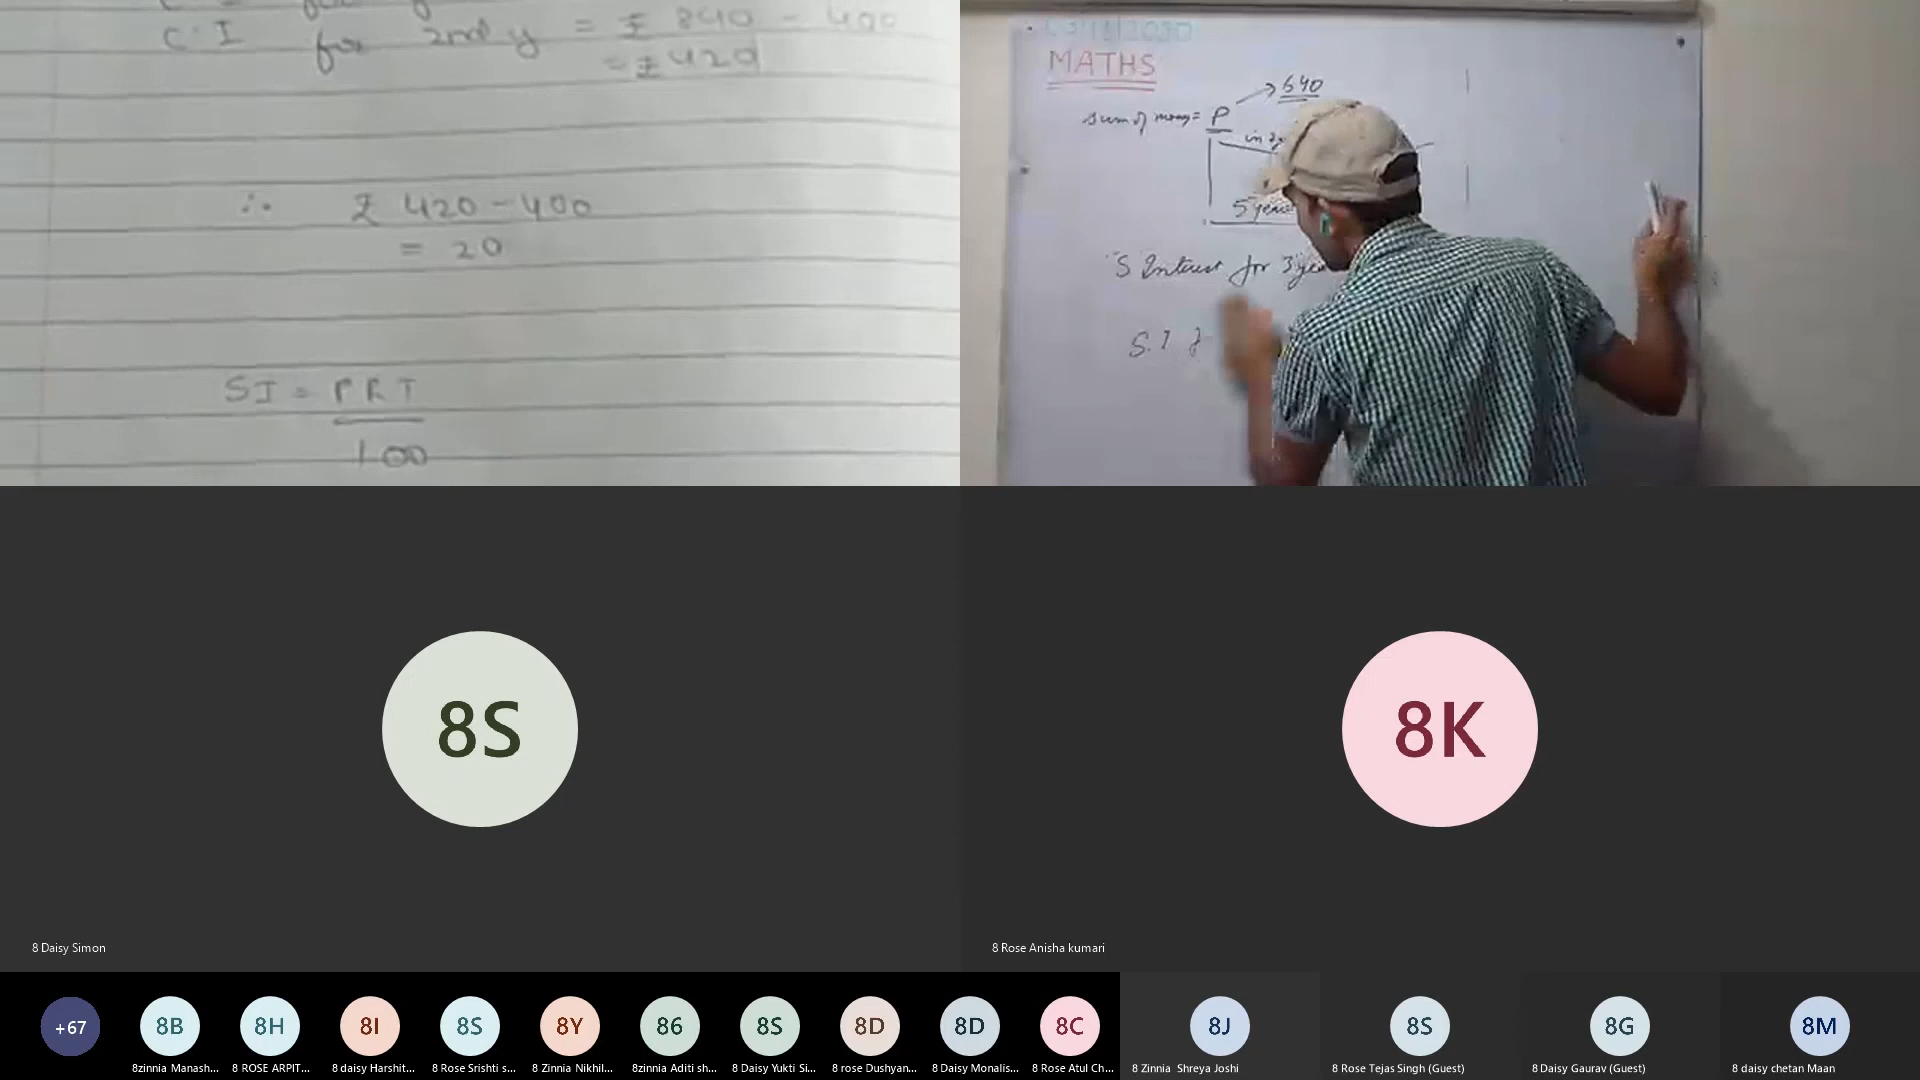 C.I for 2nd y = ₹ 840 - 400
= ₹ 420
∴ ₹ 420 - 400
= 20
SI = PRT
100
MATHS
640
sum of money = P
5 year
S Interest for 3
S. I
8S
8K
8 Daisy Simon
8 Rose Anisha kumari
+67
8B
8H
8I
8S
8Y
86
8S
8D
8D
8C
8J
8S
8G
8M
8zinnia Manash...
8 ROSE ARPIT...
8 daisy Harshit...
8 Rose Srishti s...
8 Zinnia Nikhil...
8zinnia Aditi sh...
8 Daisy Yukti Si...
8 rose Dushyan...
8 Daisy Monalis...
8 Rose Atul Ch...
8 Zinnia Shreya Joshi
8 Rose Tejas Singh (Guest)
8 Daisy Gaurav (Guest)
8 daisy chetan Maan